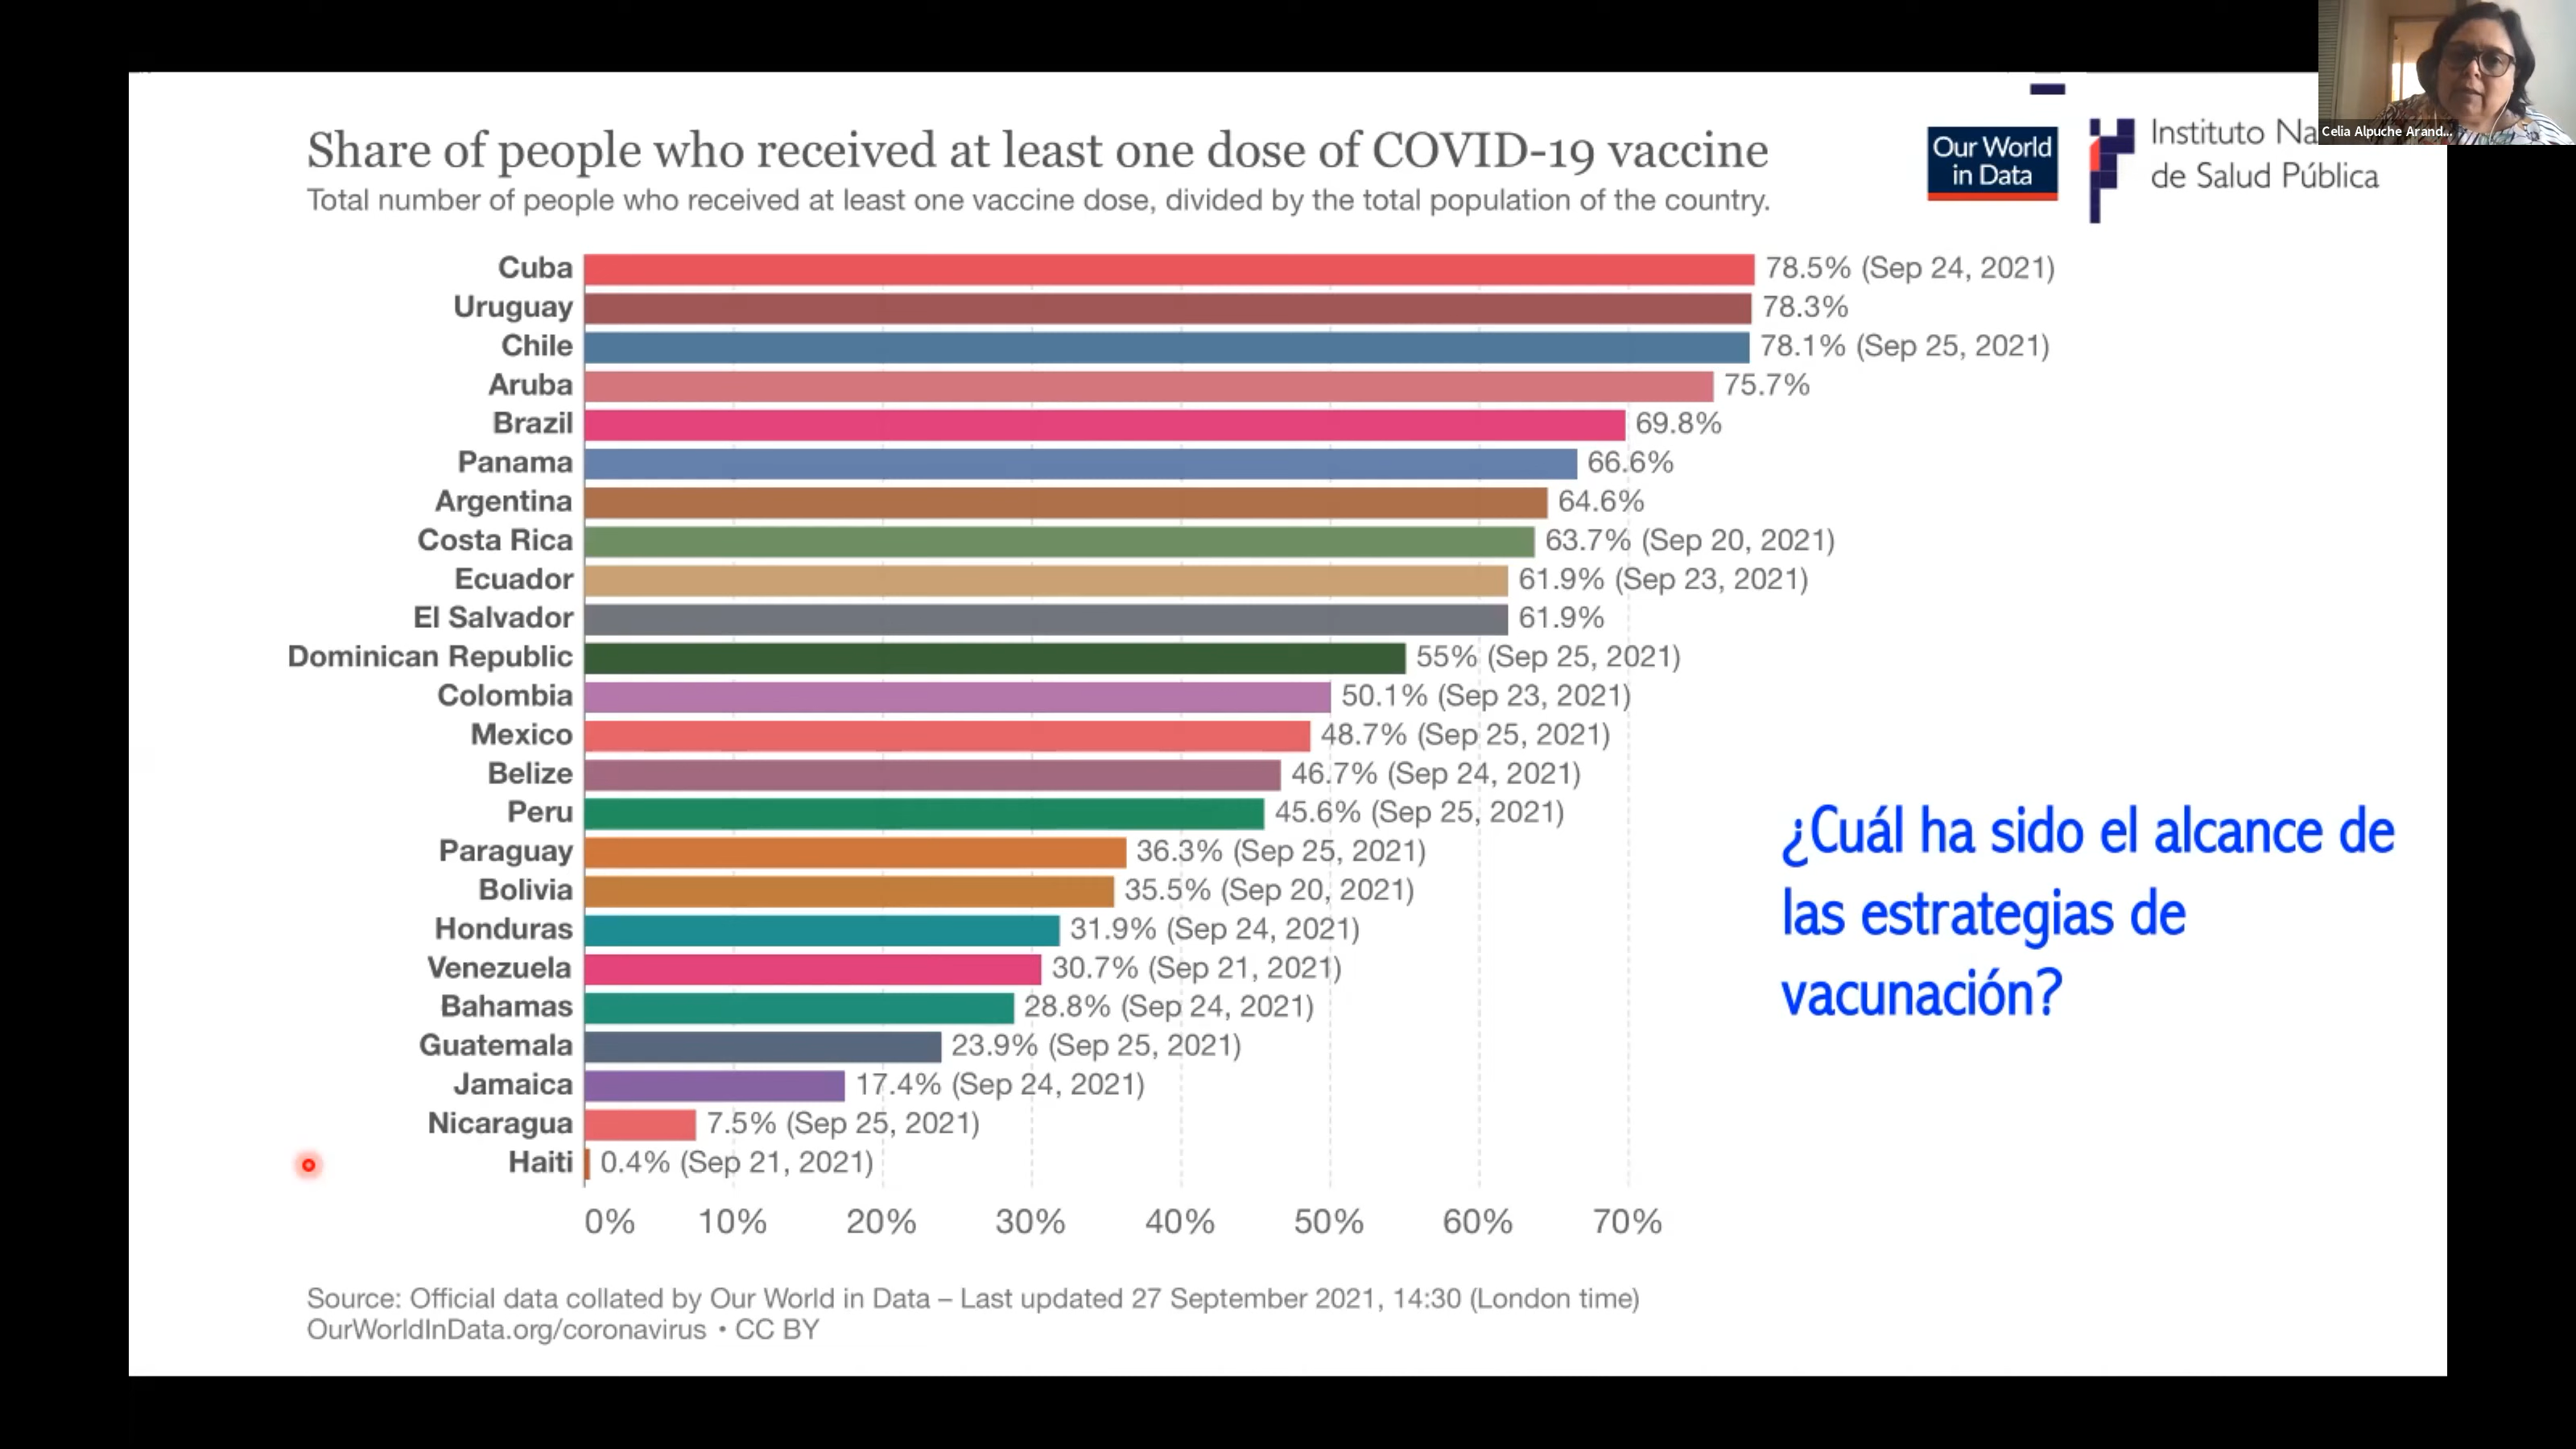 Share of people who received at least one dose of COVID-19 vaccine
Total number of people who received at least one vaccine dose, divided by the total population of the country.
Our World
in Data
Instituto Na
de Salud Pública
Celia Alpuche Arand...
Cuba 78.5% (Sep 24, 2021)
Uruguay 78.3%
Chile 78.1% (Sep 25, 2021)
Aruba 75.7%
Brazil 69.8%
Panama 66.6%
Argentina 64.6%
Costa Rica 63.7% (Sep 20, 2021)
Ecuador 61.9% (Sep 23, 2021)
El Salvador 61.9%
Dominican Republic 55% (Sep 25, 2021)
Colombia 50.1% (Sep 23, 2021)
Mexico 48.7% (Sep 25, 2021)
Belize 46.7% (Sep 24, 2021)
Peru 45.6% (Sep 25, 2021)
Paraguay 36.3% (Sep 25, 2021)
Bolivia 35.5% (Sep 20, 2021)
Honduras 31.9% (Sep 24, 2021)
Venezuela 30.7% (Sep 21, 2021)
Bahamas 28.8% (Sep 24, 2021)
Guatemala 23.9% (Sep 25, 2021)
Jamaica 17.4% (Sep 24, 2021)
Nicaragua 7.5% (Sep 25, 2021)
Haiti 0.4% (Sep 21, 2021)
0% 10% 20% 30% 40% 50% 60% 70%
¿Cuál ha sido el alcance de
las estrategias de
vacunación?
Source: Official data collated by Our World in Data – Last updated 27 September 2021, 14:30 (London time)
OurWorldInData.org/coronavirus • CC BY